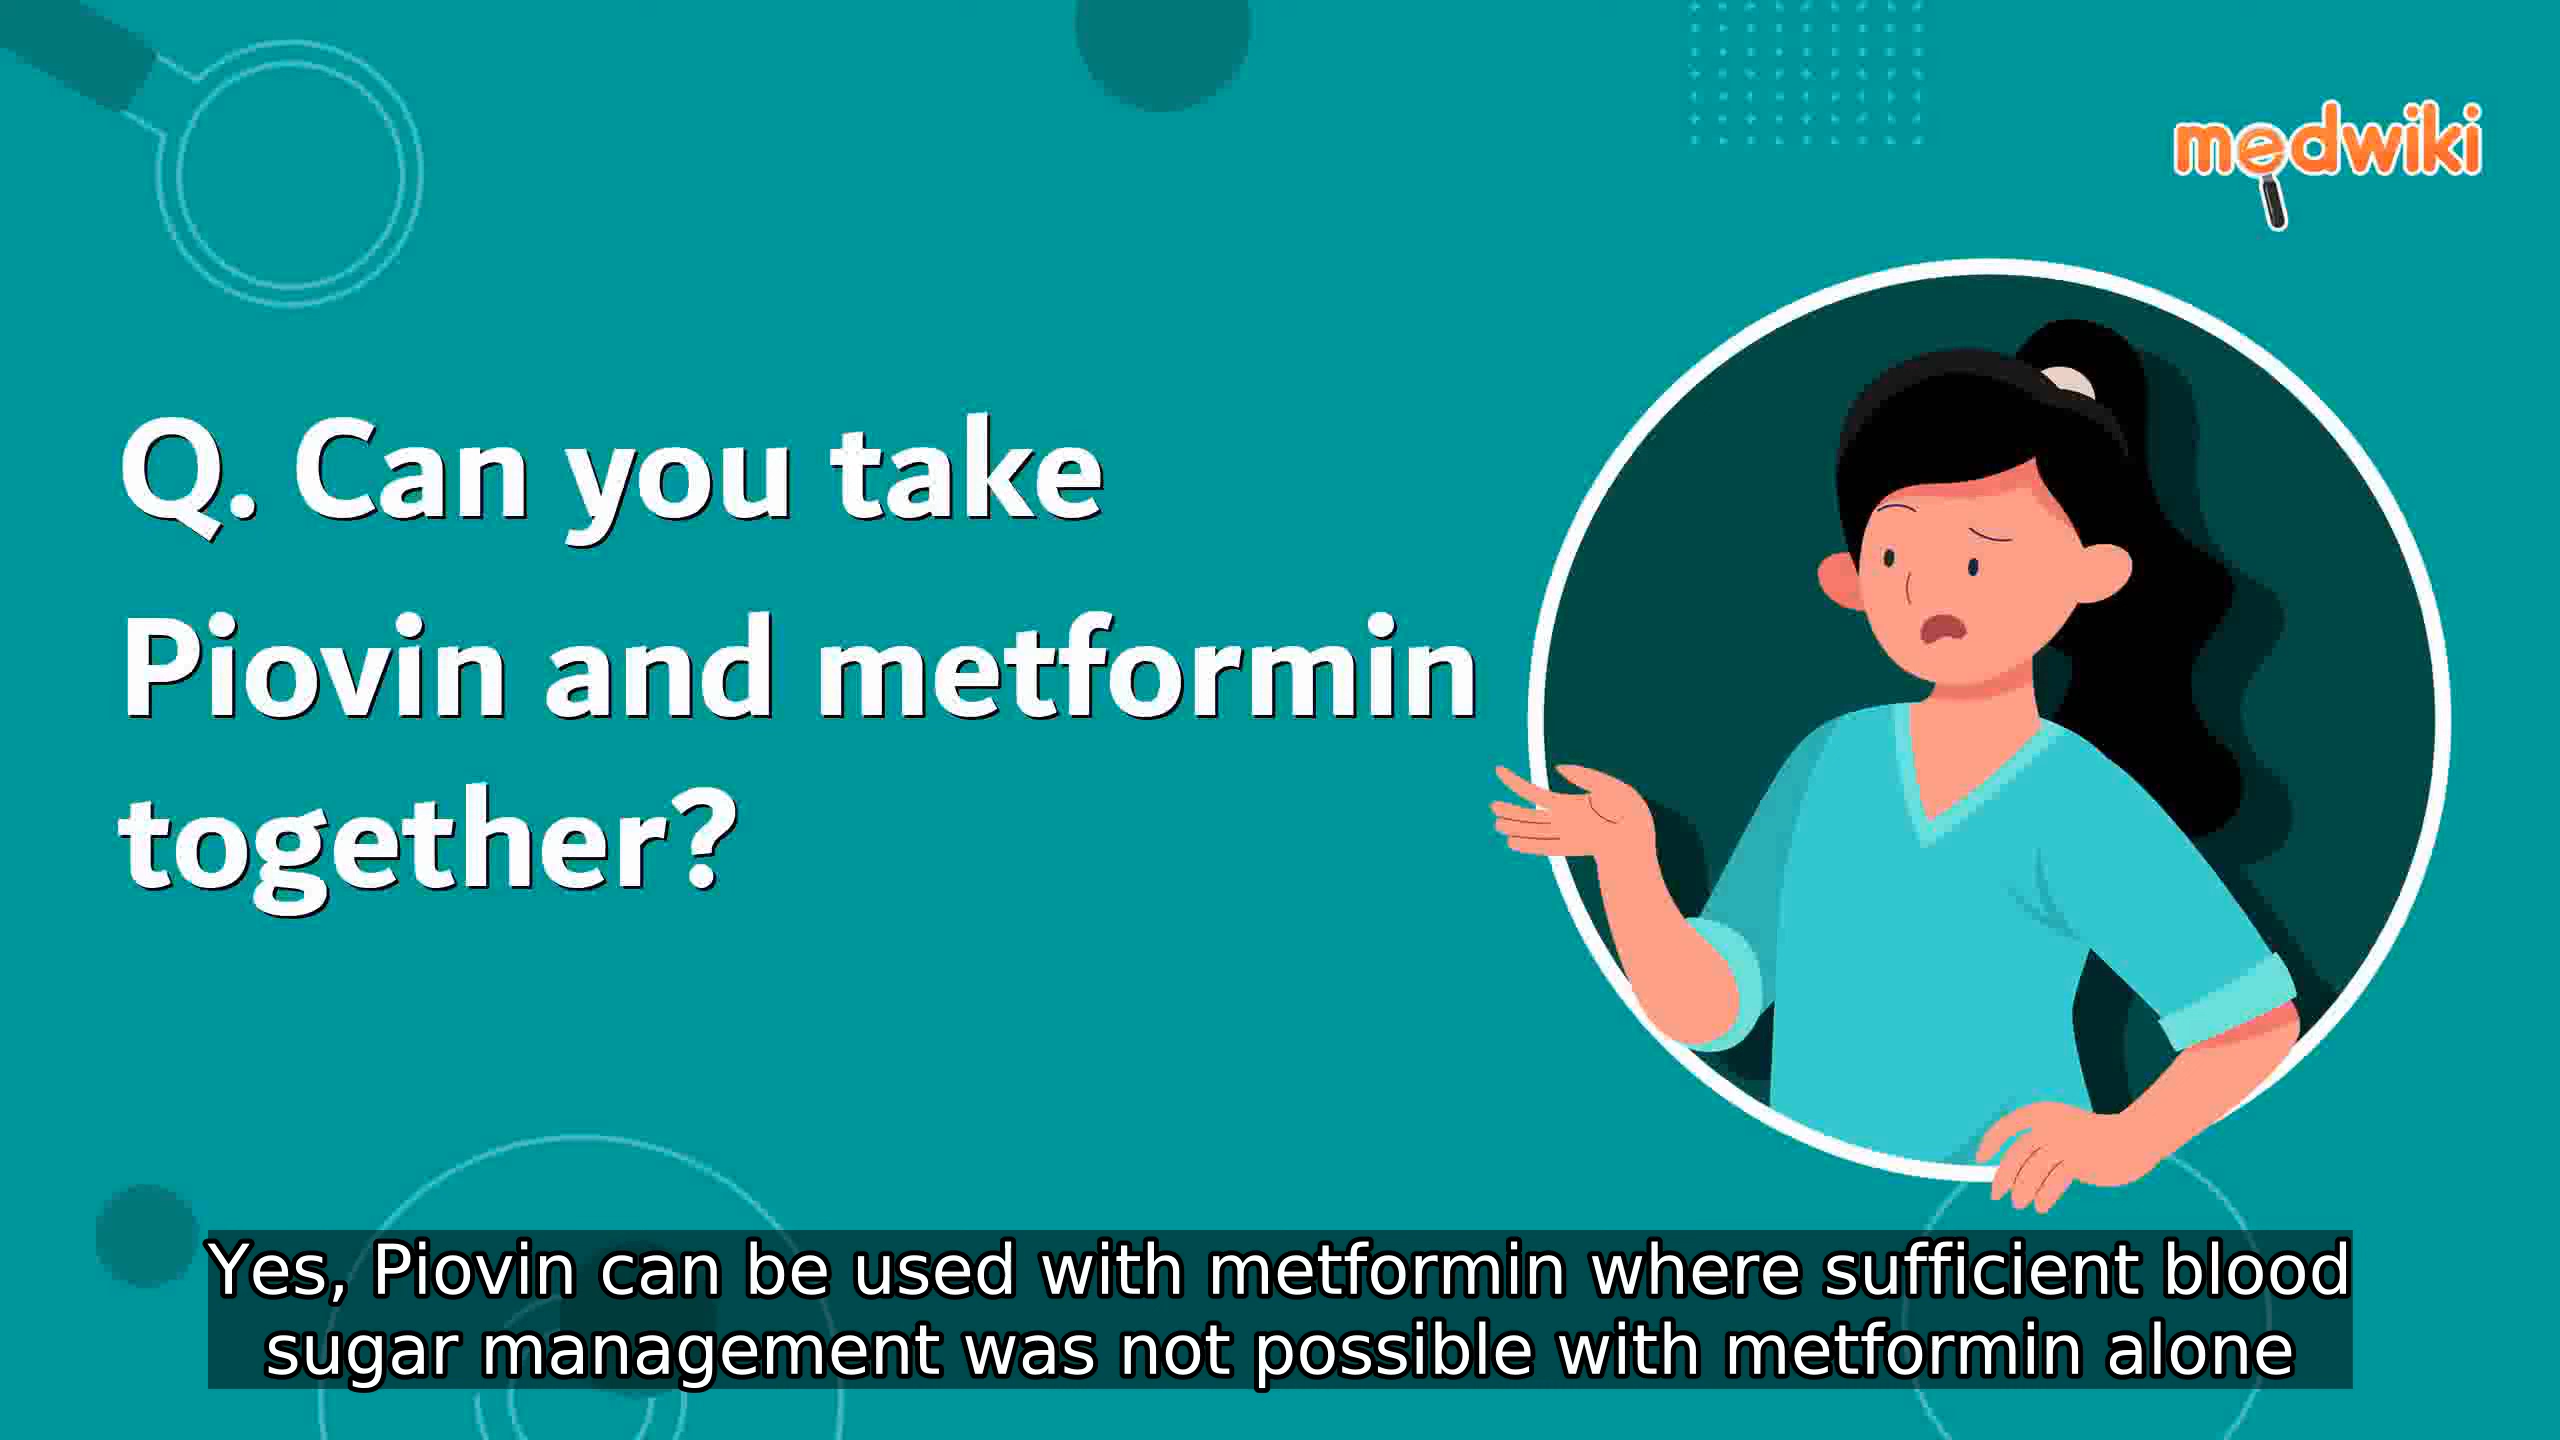 medwiki
Q. Can you take
Piovin and metformin
together?
Yes, Piovin can be used with metformin where sufficient blood
sugar management was not possible with metformin alone